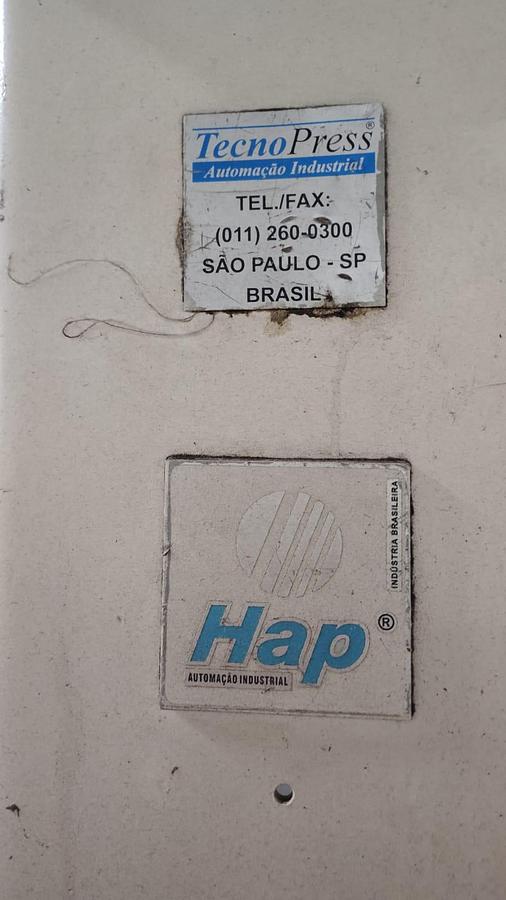 TecnoPress®
Automação Industrial
TEL./FAX:
(011) 260-0300
SÃO PAULO - SP
BRASIL
INDÚSTRIA BRASILEIRA
Hap®
AUTOMAÇÃO INDUSTRIAL